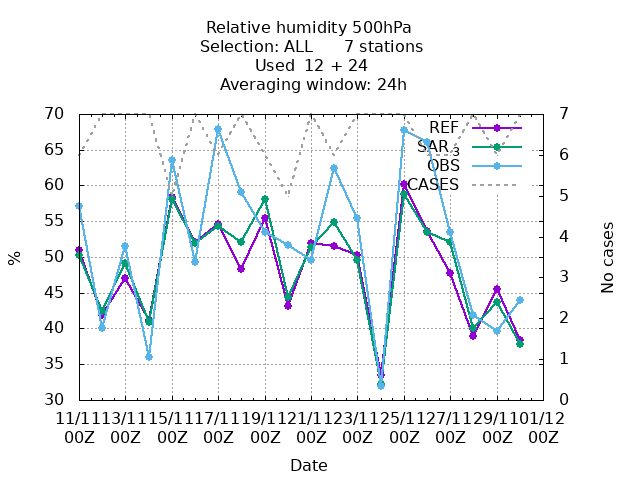 Relative humidity 500hPa
Selection: ALL      7 stations
Used  12 + 24
Averaging window: 24h
70 7
65 6
60 5
55 4
50
45 3
40 2
35 1
30 0
REF
SAR 3
OBS
CASES
%
No cases
11/11 13/11 15/11 17/11 19/11 21/11 23/11 25/11 27/11 29/11 01/12
00Z 00Z 00Z 00Z 00Z 00Z 00Z 00Z 00Z 00Z 00Z
Date